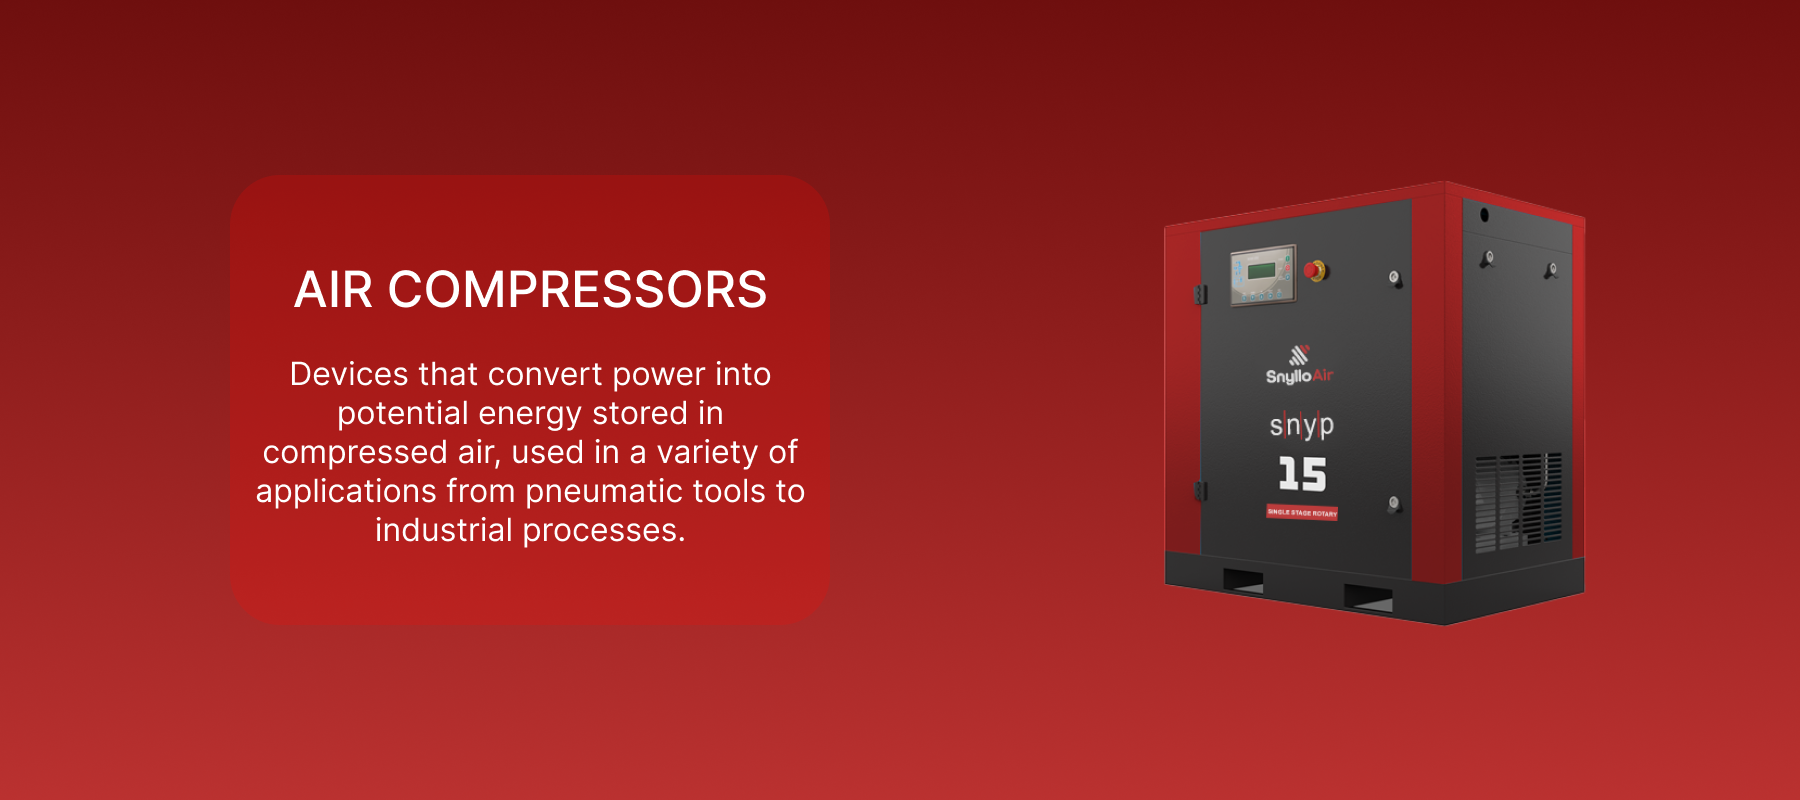 AIR COMPRESSORS
Devices that convert power into
potential energy stored in
compressed air, used in a variety of
applications from pneumatic tools to
industrial processes.
SnylloAir
s|n|y|p
15
SINGLE STAGE ROTARY